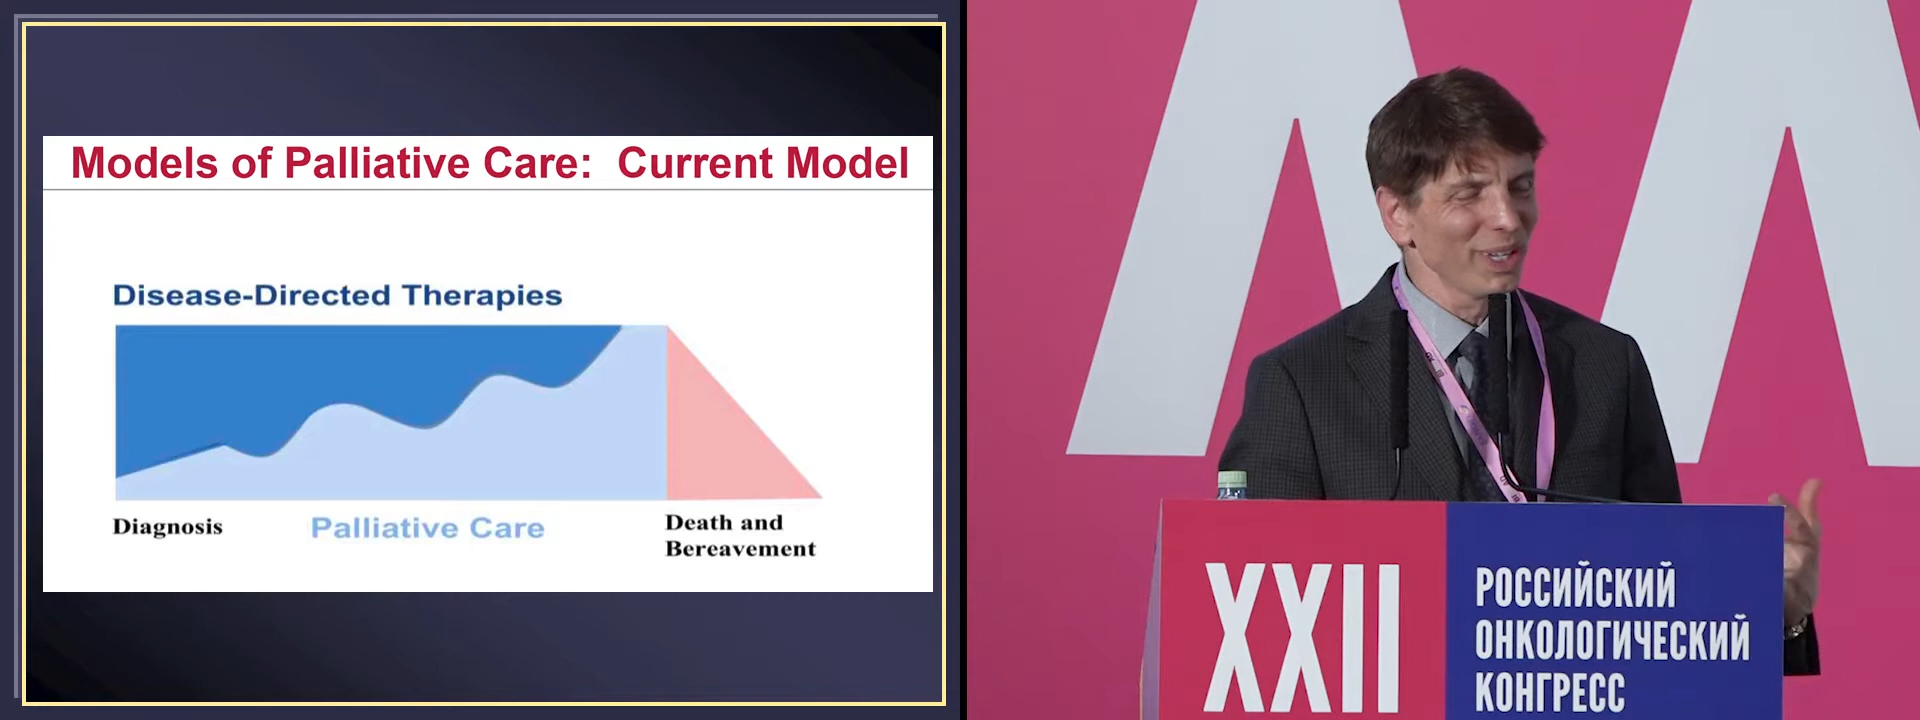 Models of Palliative Care: Current Model
Disease-Directed Therapies
Diagnosis
Palliative Care
Death and
Bereavement
XXII
РОССИЙСКИЙ
ОНКОЛОГИЧЕСКИЙ
КОНГРЕСС